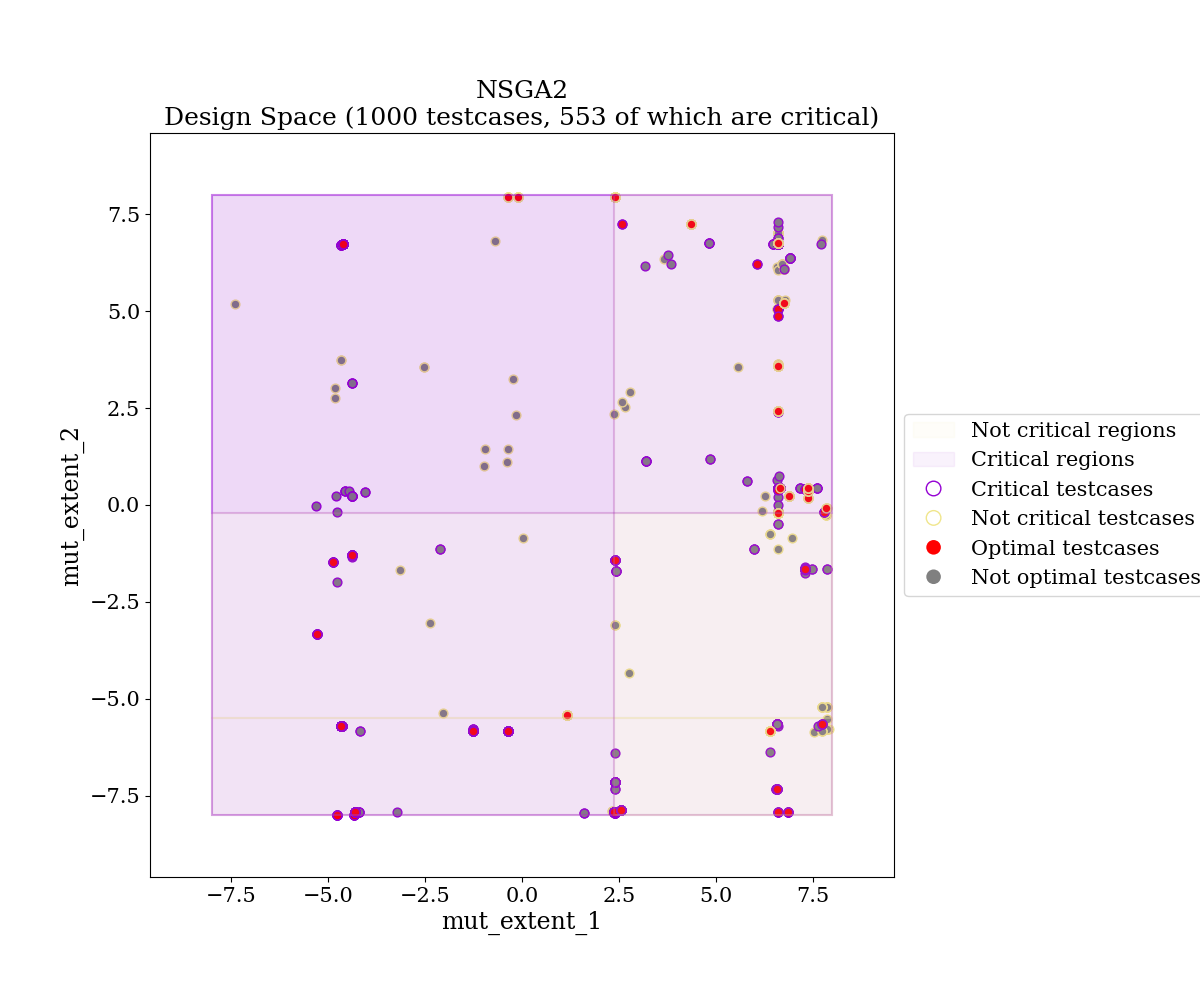 NSGA2
Design Space (1000 testcases, 553 of which are critical)
7.5
5.0
2.5
0.0
−2.5
−5.0
−7.5
mut_extent_2
−7.5
−5.0
−2.5
0.0
2.5
5.0
7.5
mut_extent_1
Not critical regions
Critical regions
Critical testcases
Not critical testcases
Optimal testcases
Not optimal testcases